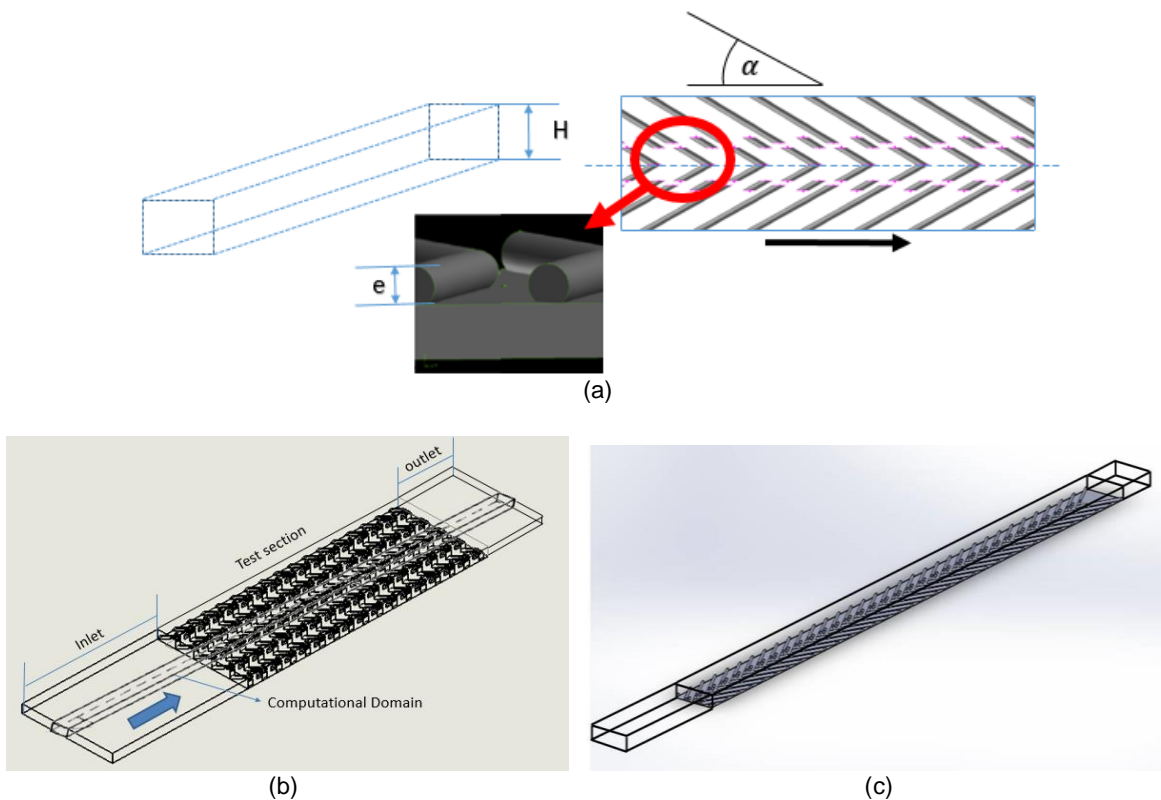 H
α
e
(a)
outlet
Test section
Inlet
Computational Domain
(b)
(c)